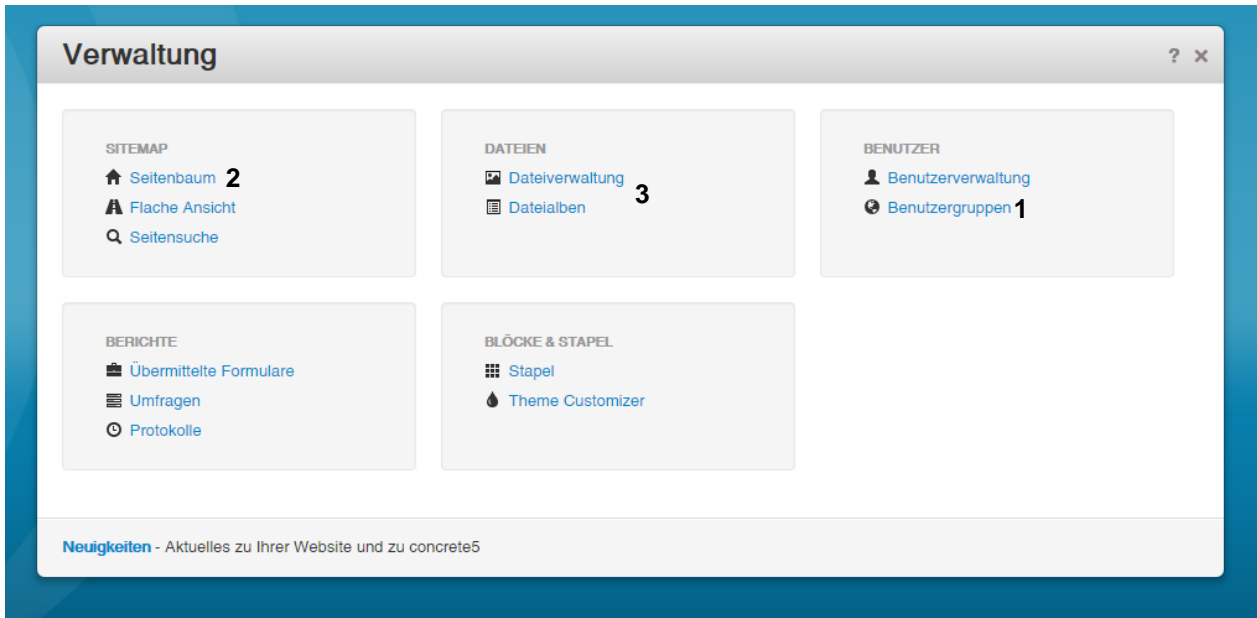 Verwaltung
? ×
SITEMAP
Seitenbaum 2
Flache Ansicht
Seitensuche
DATEIEN
Dateiverwaltung
3
Dateialben
BENUTZER
Benutzerverwaltung
Benutzergruppen 1
BERICHTE
Übermittelte Formulare
Umfragen
Protokolle
BLÖCKE & STAPEL
Stapel
Theme Customizer
Neuigkeiten - Aktuelles zu Ihrer Website und zu concrete5